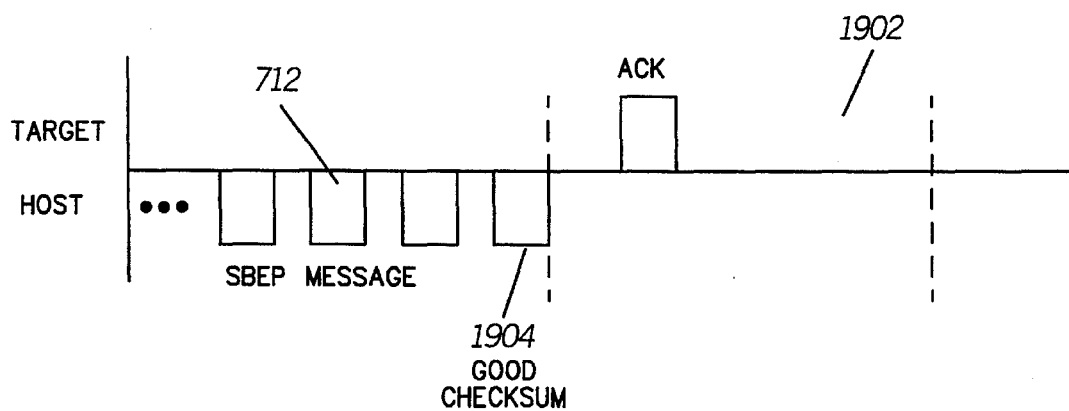 1902
712
ACK
TARGET
HOST
SBEP MESSAGE
1904
GOOD
CHECKSUM